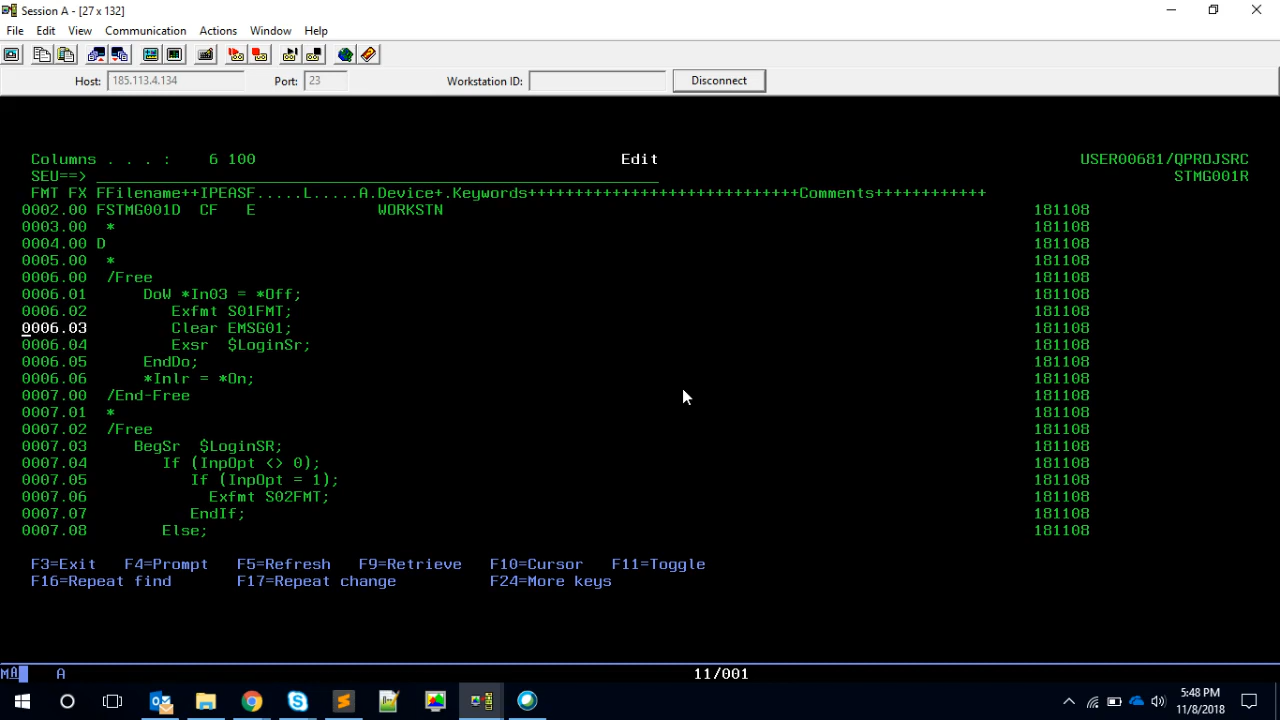 Session A - [27 x 132]
File Edit View Communication Actions Window Help
Host: 185.113.4.134 Port: 23 Workstation ID: Disconnect
Columns . . . : 6 100 Edit USER00681/QPROJSRC
SEU==> STMG001R
FMT FX FFilename++IPEASF.....L.....A.Device+.Keywords+++++++++++++++++++++++++++++Comments++++++++++++
0002.00 FSTMG001D CF E WORKSTN 181108
0003.00 * 181108
0004.00 D 181108
0005.00 * 181108
0006.00 /Free 181108
0006.01 DoW *In03 = *Off; 181108
0006.02 Exfmt S01FMT; 181108
0006.03 Clear EMSG01; 181108
0006.04 Exsr $LoginSr; 181108
0006.05 EndDo; 181108
0006.06 *Inlr = *On; 181108
0007.00 /End-Free 181108
0007.01 * 181108
0007.02 /Free 181108
0007.03 BegSr $LoginSR; 181108
0007.04 If (InpOpt <> 0); 181108
0007.05 If (InpOpt = 1); 181108
0007.06 Exfmt S02FMT; 181108
0007.07 EndIf; 181108
0007.08 Else; 181108
F3=Exit F4=Prompt F5=Refresh F9=Retrieve F10=Cursor F11=Toggle
F16=Repeat find F17=Repeat change F24=More keys
MA A 11/001
5:48 PM
11/8/2018